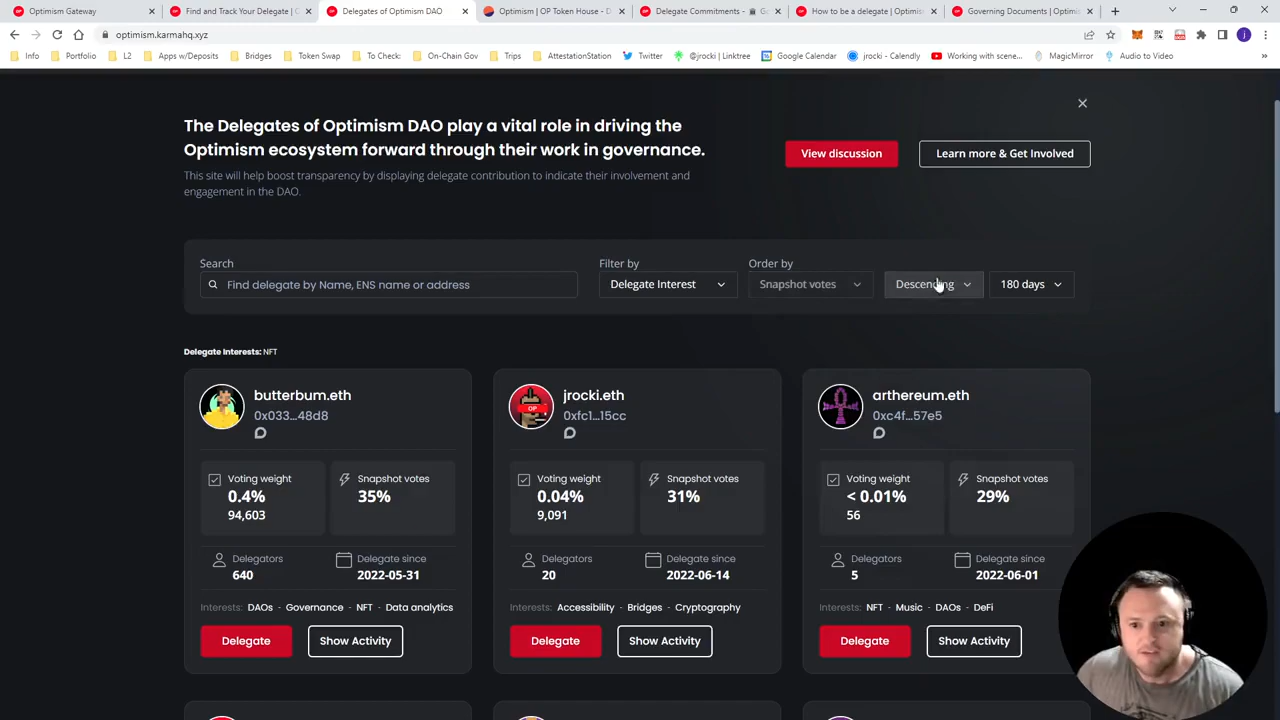 Optimism Gateway
Find and Track Your Delegate | C
Delegates of Optimism DAO
Optimism | OP Token House - D
Delegate Commitments - 🏛 G
How to be a delegate | Optimis
Governing Documents | Optimi
optimism.karmahq.xyz
Info
Portfolio
L2
Apps w/Deposits
Bridges
Token Swap
To Check:
On-Chain Gov
Trips
AttestationStation
Twitter
@jrocki | Linktree
Google Calendar
jrocki - Calendly
Working with scene...
MagicMirror
Audio to Video
The Delegates of Optimism DAO play a vital role in driving the
Optimism ecosystem forward through their work in governance.
This site will help boost transparency by displaying delegate contribution to indicate their involvement and
engagement in the DAO.
View discussion
Learn more & Get Involved
Search
Find delegate by Name, ENS name or address
Filter by
Delegate Interest
Order by
Snapshot votes
Descending
180 days
Delegate Interests: NFT
butterbum.eth
0x033...48d8
Voting weight
0.4%
94,603
Snapshot votes
35%
Delegators
640
Delegate since
2022-05-31
Interests: DAOs · Governance · NFT · Data analytics
Delegate
Show Activity
jrocki.eth
0xfc1...15cc
OP
Voting weight
0.04%
9,091
Snapshot votes
31%
Delegators
20
Delegate since
2022-06-14
Interests: Accessibility · Bridges · Cryptography
Delegate
Show Activity
arthereum.eth
0xc4f...57e5
Voting weight
< 0.01%
56
Snapshot votes
29%
Delegators
5
Delegate since
2022-06-01
Interests: NFT · Music · DAOs · DeFi
Delegate
Show Activity